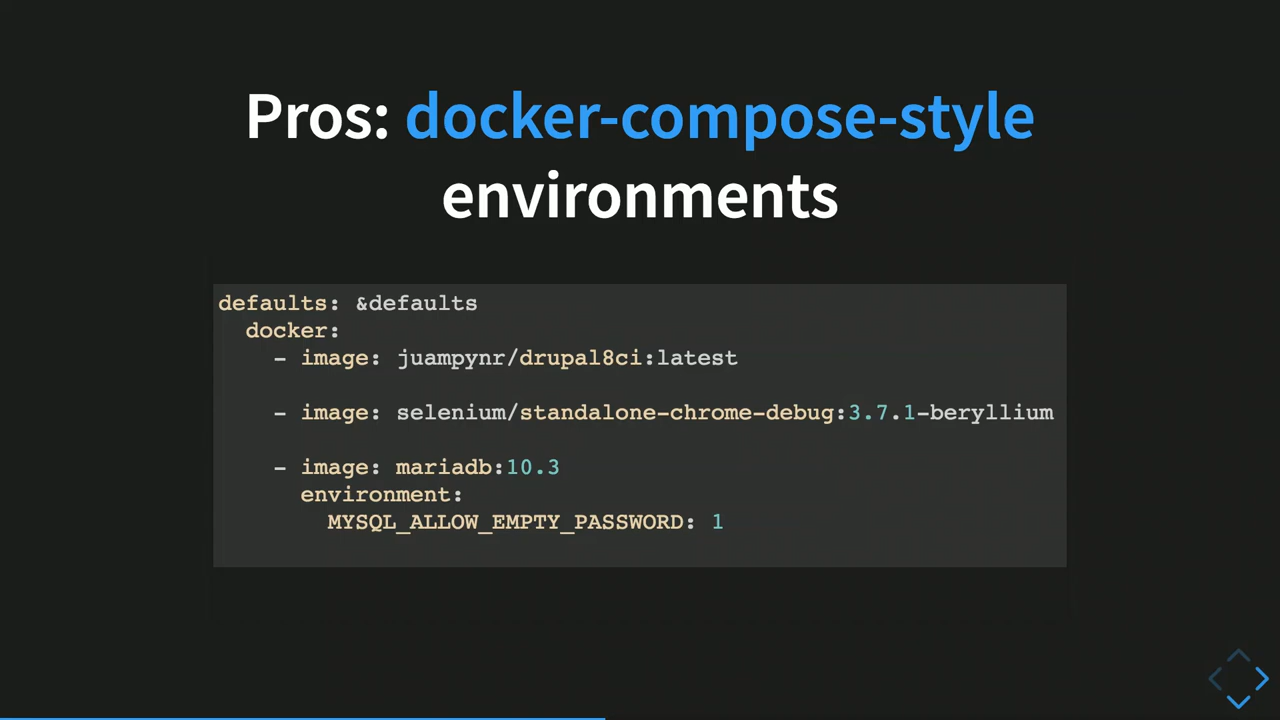 Pros: docker-compose-style
environments
defaults: &defaults
  docker:
    - image: juampynr/drupal8ci:latest
    - image: selenium/standalone-chrome-debug:3.7.1-beryllium
    - image: mariadb:10.3
      environment:
        MYSQL_ALLOW_EMPTY_PASSWORD: 1